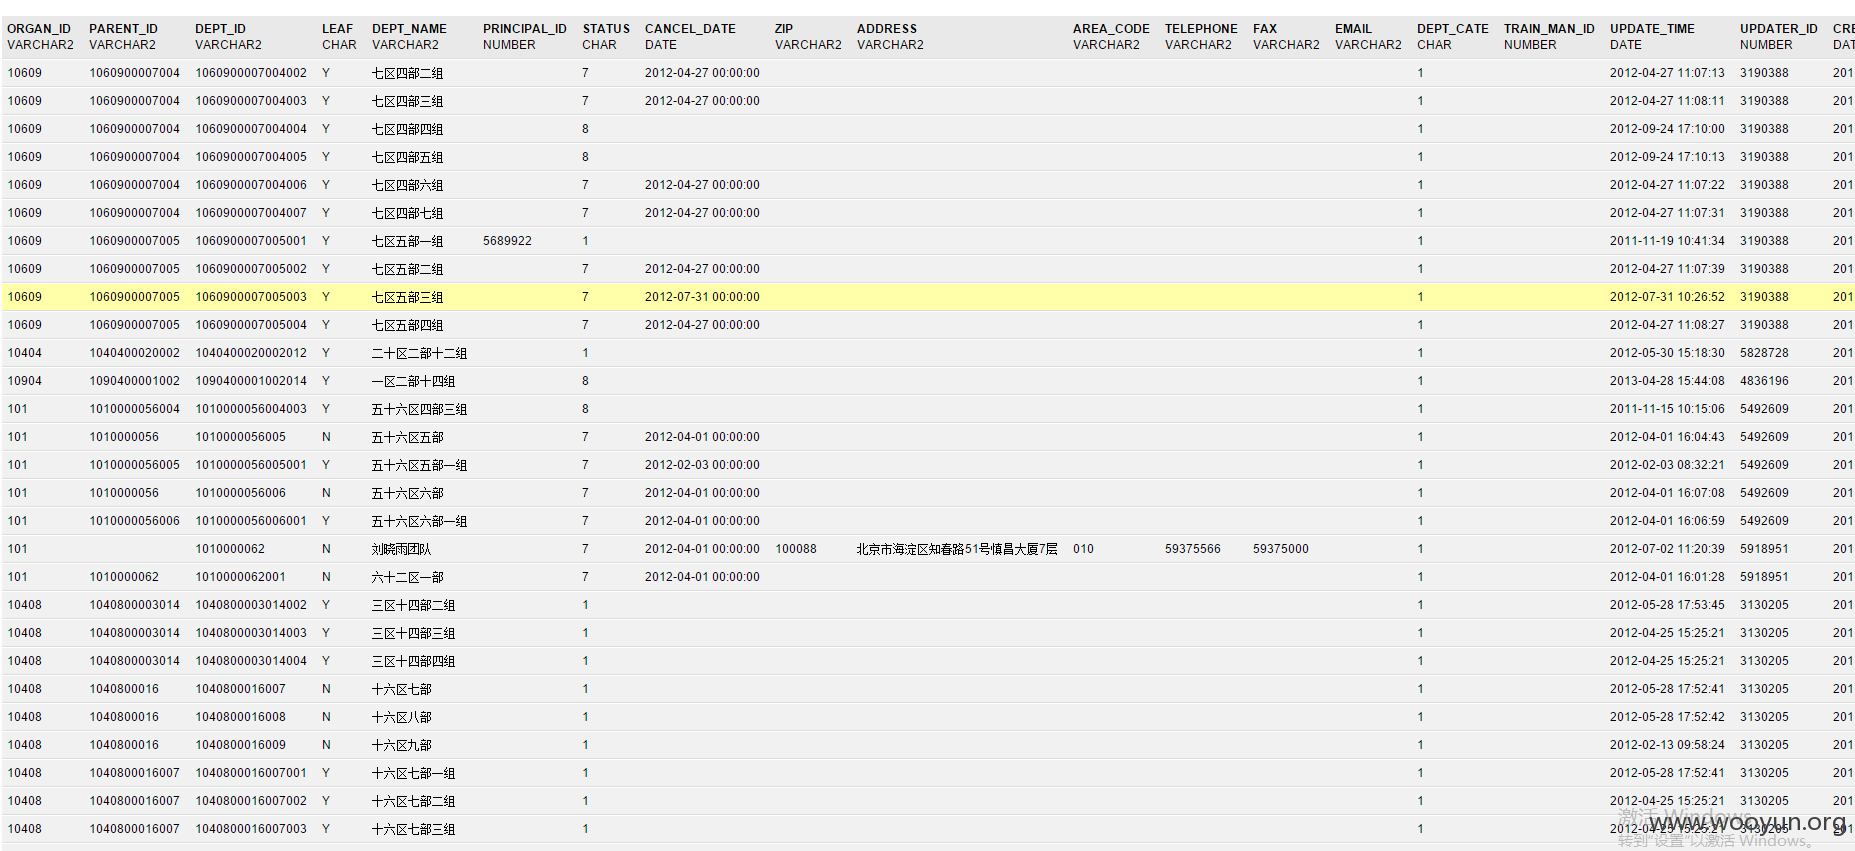 ORGAN_ID PARENT_ID DEPT_ID LEAF DEPT_NAME PRINCIPAL_ID STATUS CANCEL_DATE ZIP ADDRESS AREA_CODE TELEPHONE FAX EMAIL DEPT_CATE TRAIN_MAN_ID UPDATE_TIME UPDATER_ID CRE
VARCHAR2 VARCHAR2 VARCHAR2 CHAR VARCHAR2 NUMBER CHAR DATE VARCHAR2 VARCHAR2 VARCHAR2 VARCHAR2 VARCHAR2 VARCHAR2 CHAR NUMBER DATE NUMBER DAT
10609 1060900007004 1060900007004002 Y 七区四部二组 7 2012-04-27 00:00:00 1 2012-04-27 11:07:13 3190388 201
10609 1060900007004 1060900007004003 Y 七区四部三组 7 2012-04-27 00:00:00 1 2012-04-27 11:08:11 3190388 201
10609 1060900007004 1060900007004004 Y 七区四部四组 8 1 2012-09-24 17:10:00 3190388 201
10609 1060900007004 1060900007004005 Y 七区四部五组 8 1 2012-09-24 17:10:13 3190388 201
10609 1060900007004 1060900007004006 Y 七区四部六组 7 2012-04-27 00:00:00 1 2012-04-27 11:07:22 3190388 201
10609 1060900007004 1060900007004007 Y 七区四部七组 7 2012-04-27 00:00:00 1 2012-04-27 11:07:31 3190388 201
10609 1060900007005 1060900007005001 Y 七区五部一组 5689922 1 1 2011-11-19 10:41:34 3190388 201
10609 1060900007005 1060900007005002 Y 七区五部二组 7 2012-04-27 00:00:00 1 2012-04-27 11:07:39 3190388 201
10609 1060900007005 1060900007005003 Y 七区五部三组 7 2012-07-31 00:00:00 1 2012-07-31 10:26:52 3190388 201
10609 1060900007005 1060900007005004 Y 七区五部四组 7 2012-04-27 00:00:00 1 2012-04-27 11:08:27 3190388 201
10404 1040400020002 1040400020002012 Y 二十区二部十二组 1 1 2012-05-30 15:18:30 5828728 201
10904 1090400001002 1090400001002014 Y 一区二部十四组 8 1 2013-04-28 15:44:08 4836196 201
101 1010000056004 1010000056004003 Y 五十六区四部三组 8 1 2011-11-15 10:15:06 5492609 201
101 1010000056 1010000056005 N 五十六区五部 7 2012-04-01 00:00:00 1 2012-04-01 16:04:43 5492609 201
101 1010000056005 1010000056005001 Y 五十六区五部一组 7 2012-02-03 00:00:00 1 2012-02-03 08:32:21 5492609 201
101 1010000056 1010000056006 N 五十六区六部 7 2012-04-01 00:00:00 1 2012-04-01 16:07:08 5492609 201
101 1010000056006 1010000056006001 Y 五十六区六部一组 7 2012-04-01 00:00:00 1 2012-04-01 16:06:59 5492609 201
101 1010000062 N 刘晓雨团队 7 2012-04-01 00:00:00 100088 北京市海淀区知春路51号慎昌大厦7层 010 59375566 59375000 1 2012-07-02 11:20:39 5918951 201
101 1010000062 1010000062001 N 六十二区一部 7 2012-04-01 00:00:00 1 2012-04-01 16:01:28 5918951 201
10408 1040800003014 1040800003014002 Y 三区十四部二组 1 1 2012-05-28 17:53:45 3130205 201
10408 1040800003014 1040800003014003 Y 三区十四部三组 1 1 2012-04-25 15:25:21 3130205 201
10408 1040800003014 1040800003014004 Y 三区十四部四组 1 1 2012-04-25 15:25:21 3130205 201
10408 1040800016 1040800016007 N 十六区七部 1 1 2012-05-28 17:52:41 3130205 201
10408 1040800016 1040800016008 N 十六区八部 1 1 2012-05-28 17:52:42 3130205 201
10408 1040800016 1040800016009 N 十六区九部 1 1 2012-02-13 09:58:24 3130205 201
10408 1040800016007 1040800016007001 Y 十六区七部一组 1 1 2012-05-28 17:52:41 3130205 201
10408 1040800016007 1040800016007002 Y 十六区七部二组 1 1 2012-04-25 15:25:21 3130205 201
10408 1040800016007 1040800016007003 Y 十六区七部三组 1 1 2012-04-25 15:25:21 3130205 201
激活 Windows
www.wooyun.org
转到"设置"以激活 Windows。